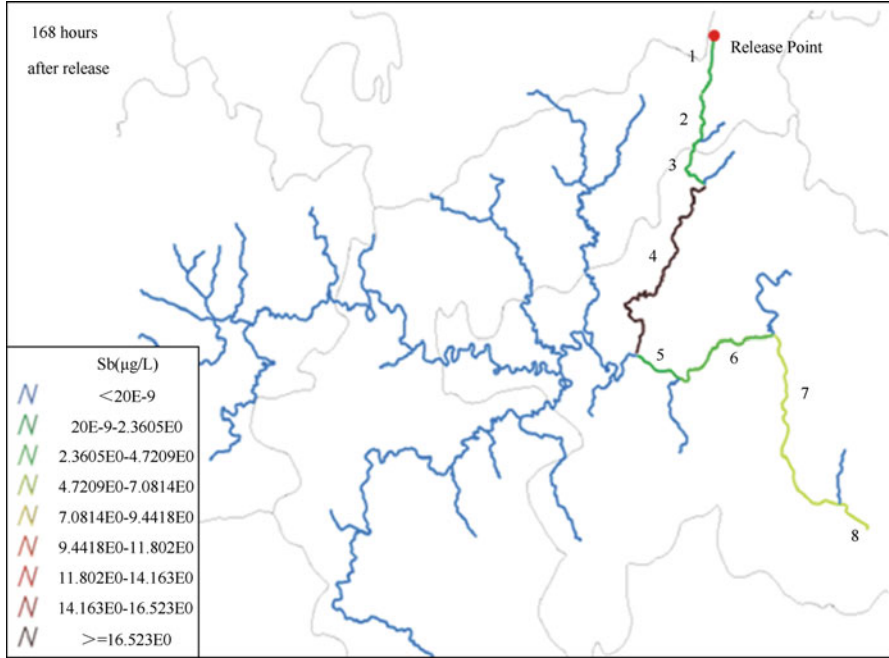 168 hours
after release
Release Point
1
2
3
4
5
6
7
8
Sb(μg/L)
<20E-9
20E-9-2.3605E0
2.3605E0-4.7209E0
4.7209E0-7.0814E0
7.0814E0-9.4418E0
9.4418E0-11.802E0
11.802E0-14.163E0
14.163E0-16.523E0
>=16.523E0